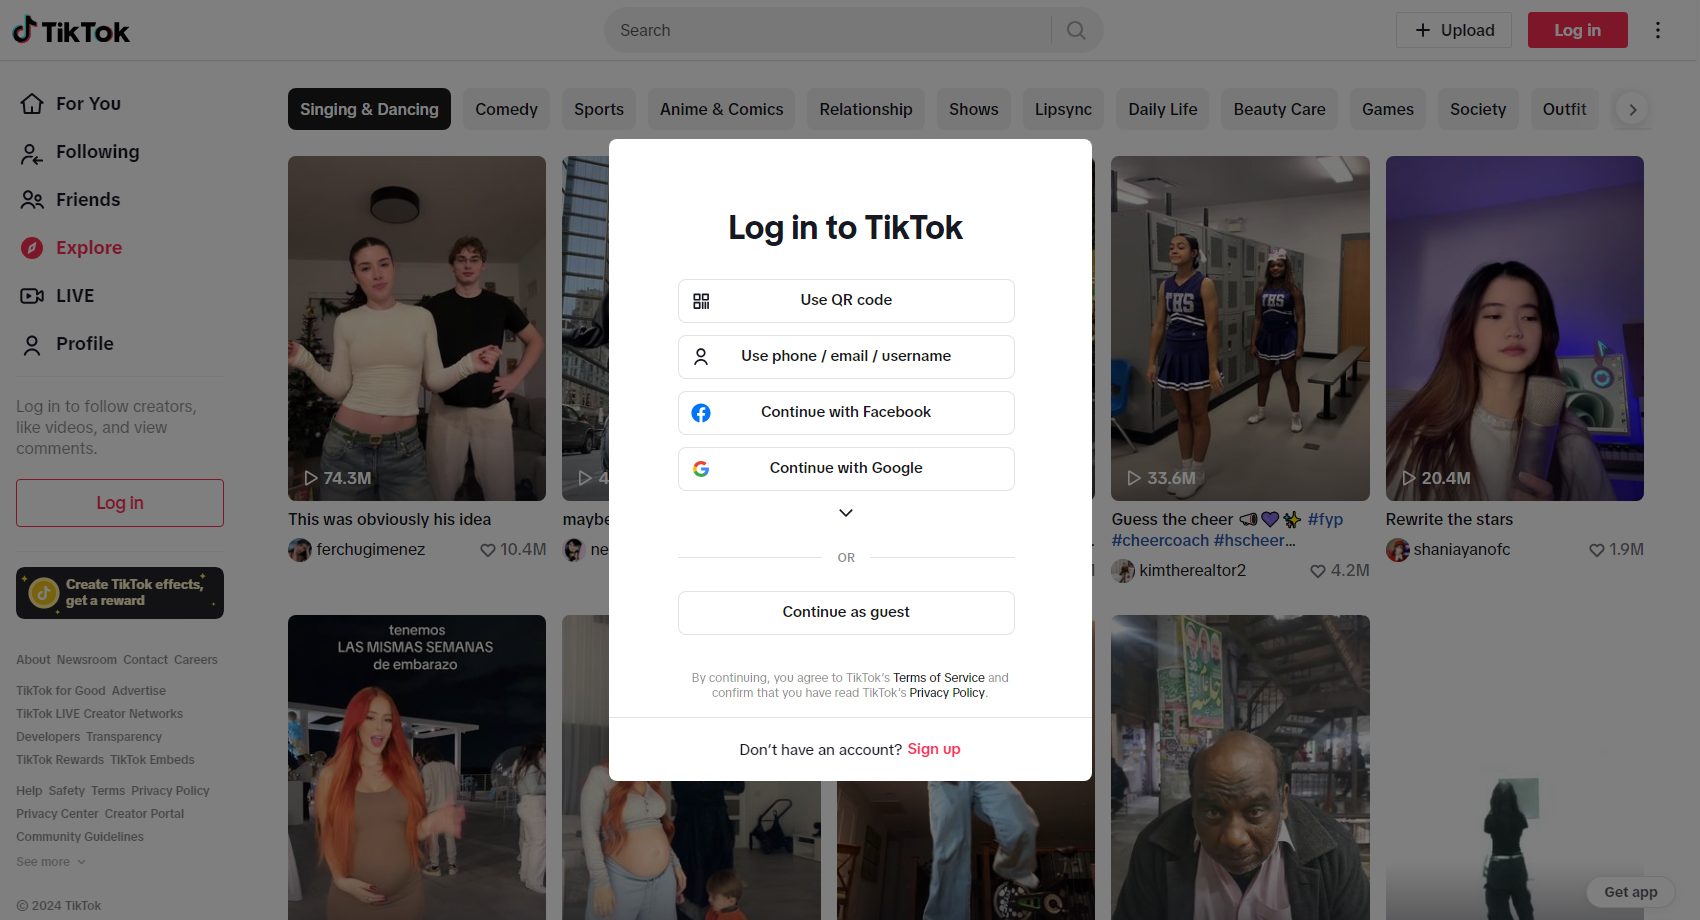 TikTok
Search
Upload
Log in
For You
Following
Friends
Explore
LIVE
Profile
Log in to follow creators,
like videos, and view
comments.
Log in
Create TikTok effects,
get a reward
About Newsroom Contact Careers
TikTok for Good Advertise
TikTok LIVE Creator Networks
Developers Transparency
TikTok Rewards TikTok Embeds
Help Safety Terms Privacy Policy
Privacy Center Creator Portal
Community Guidelines
See more
© 2024 TikTok
Singing & Dancing
Comedy
Sports
Anime & Comics
Relationship
Shows
Lipsync
Daily Life
Beauty Care
Games
Society
Outfit
74.3M
This was obviously his idea
ferchugimenez
10.4M
4
maybe
ne
Log in to TikTok
Use QR code
Use phone / email / username
Continue with Facebook
Continue with Google
OR
Continue as guest
By continuing, you agree to TikTok's Terms of Service and
confirm that you have read TikTok's Privacy Policy.
Don't have an account? Sign up
THS
THS
33.6M
Guess the cheer 📣💜✨ #fyp
#cheercoach #hscheer...
kimtherealtor2
4.2M
20.4M
Rewrite the stars
shaniayanofc
1.9M
tenemos
LAS MISMAS SEMANAS
de embarazo
Get app